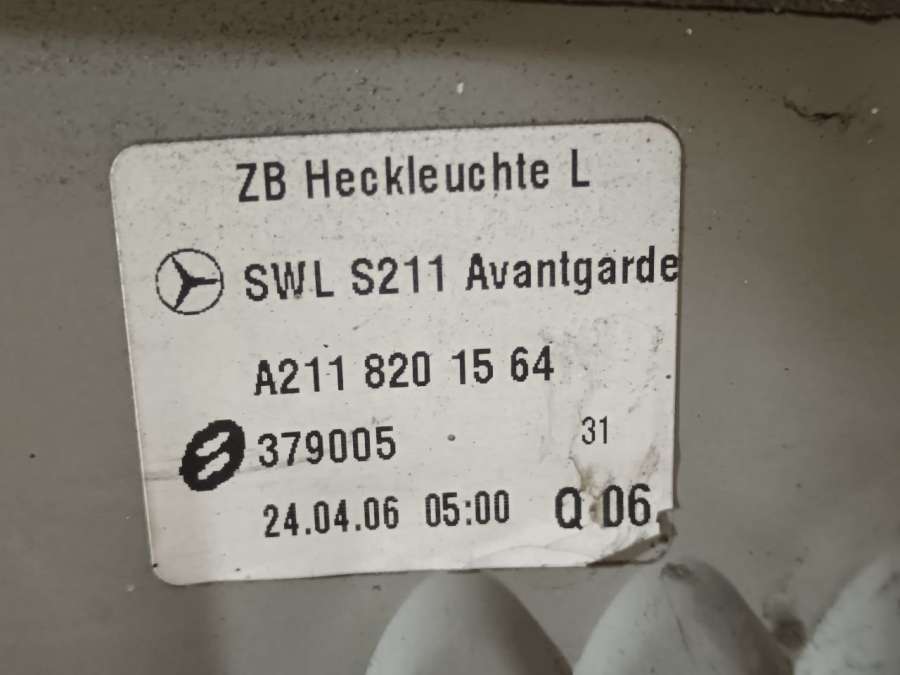 ZB Heckleuchte L
SWL S211 Avantgarde
A211 820 15 64
379005 31
24.04.06 05:00 Q 06